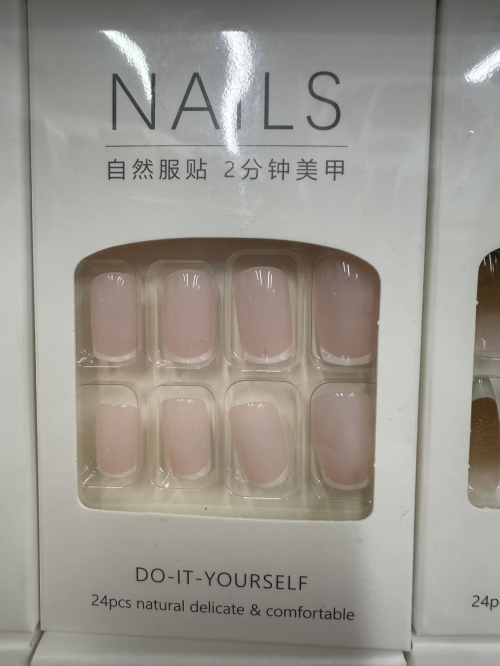 NAILS
自然服贴 2分钟美甲
DO-IT-YOURSELF
24pcs natural delicate & comfortable
24p